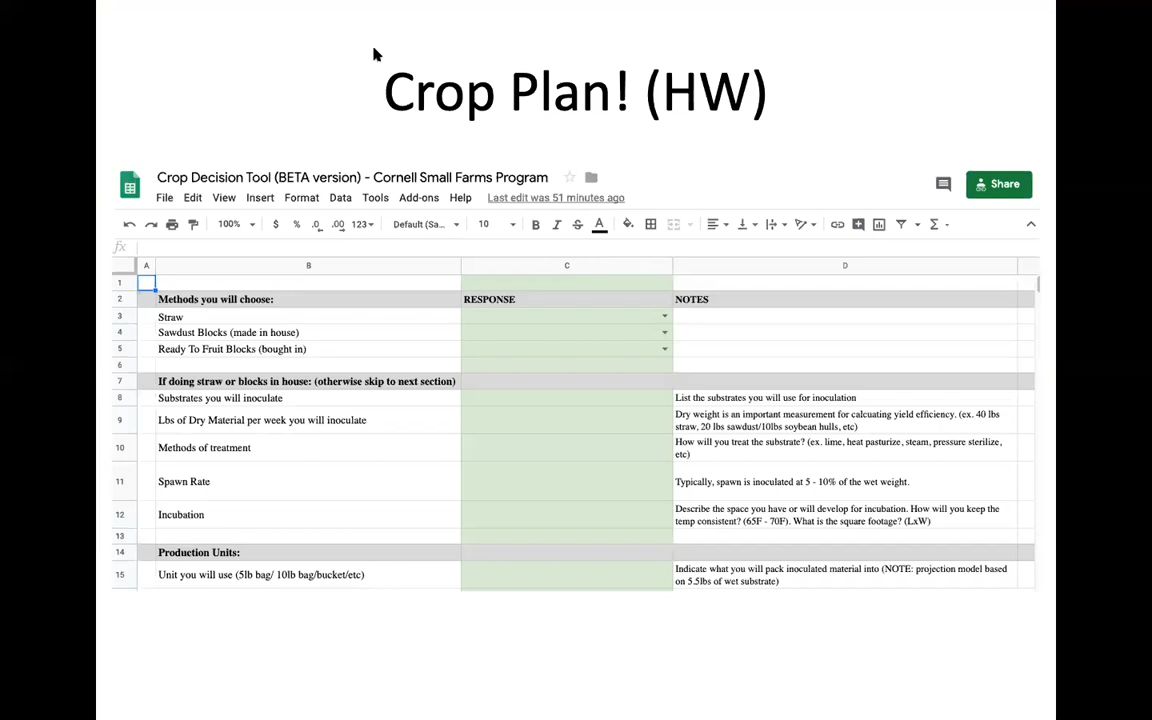 Crop Plan! (HW)
Crop Decision Tool (BETA version) - Cornell Small Farms Program
File Edit View Insert Format Data Tools Add-ons Help Last edit was 51 minutes ago
Share
100% $ % .0 .00 123 Default (Sa... 10 B I S A
fx
A B C D
1
2 Methods you will choose: RESPONSE NOTES
3 Straw
4 Sawdust Blocks (made in house)
5 Ready To Fruit Blocks (bought in)
6
7 If doing straw or blocks in house: (otherwise skip to next section)
8 Substrates you will inoculate List the substrates you will use for inoculation
9 Lbs of Dry Material per week you will inoculate Dry weight is an important measurement for calcuating yield efficiency. (ex. 40 lbs
straw, 20 lbs sawdust/10lbs soybean hulls, etc)
10 Methods of treatment How will you treat the substrate? (ex. lime, heat pasturize, steam, pressure sterilize,
etc)
11 Spawn Rate Typically, spawn is inoculated at 5 - 10% of the wet weight.
12 Incubation Describe the space you have or will develop for incubation. How will you keep the
temp consistent? (65F - 70F). What is the square footage? (LxW)
13
14 Production Units:
15 Unit you will use (5lb bag/ 10lb bag/bucket/etc) Indicate what you will pack inoculated material into (NOTE: projection model based
on 5.5lbs of wet substrate)